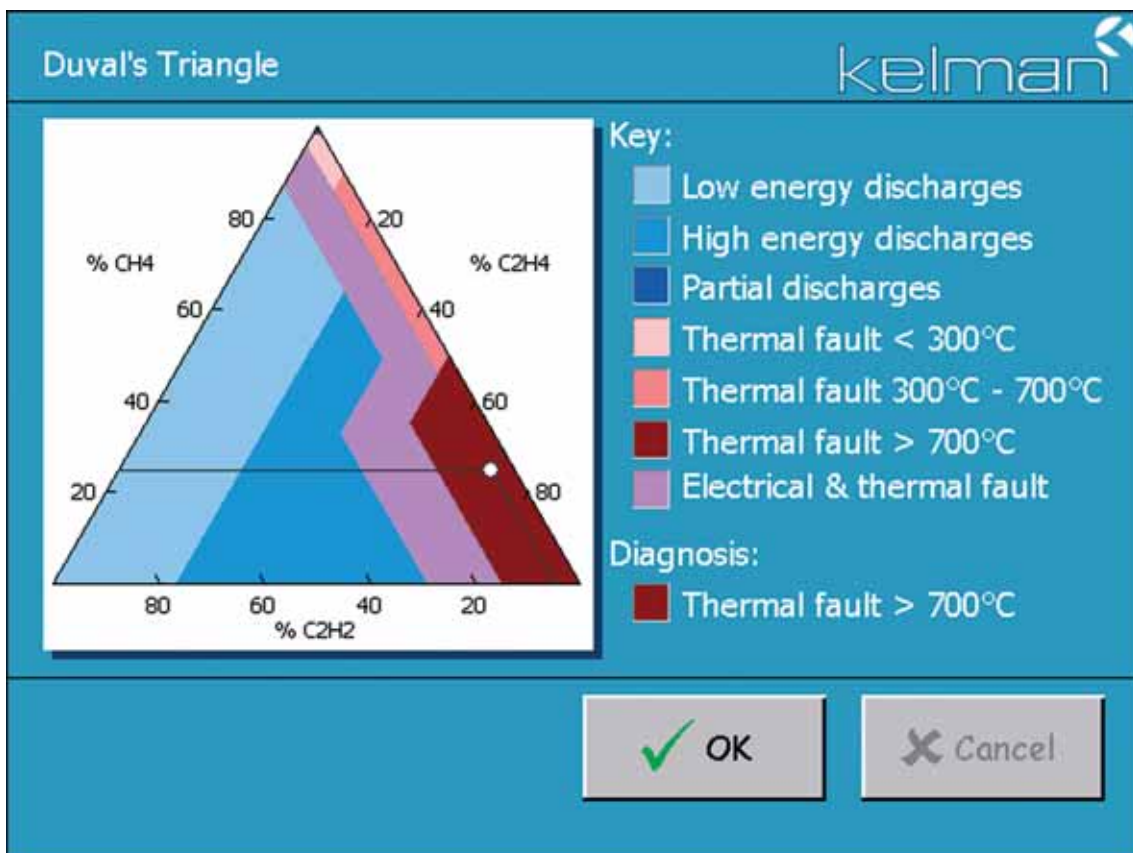 Duval's Triangle
kelman
Key:
Low energy discharges
High energy discharges
Partial discharges
Thermal fault < 300°C
Thermal fault 300°C - 700°C
Thermal fault > 700°C
Electrical & thermal fault
Diagnosis:
Thermal fault > 700°C
80
20
% CH4
% C2H4
60
40
40
60
20
80
80
60
40
20
% C2H2
OK
Cancel